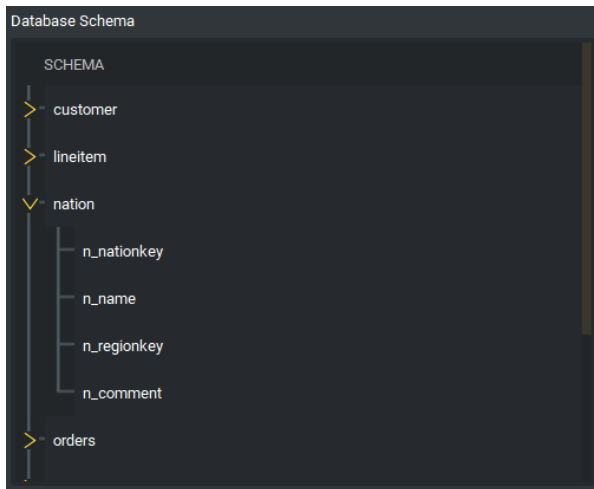 Database Schema
SCHEMA
customer
lineitem
nation
n_nationkey
n_name
n_regionkey
n_comment
orders